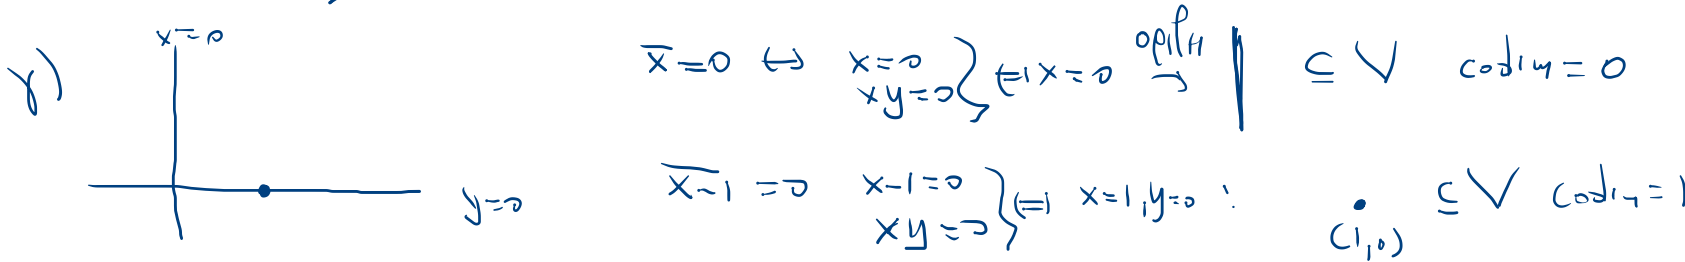 γ)
x=0
y=0
x̄=0 ↔ x=0
xy=0 } ⇔ x=0 → | ⊆ V codim=0
\overline{x-1}=0 x-1=0
xy=0 } ⇔ x=1, y=0 : • (1,0) ⊆ V codim=1